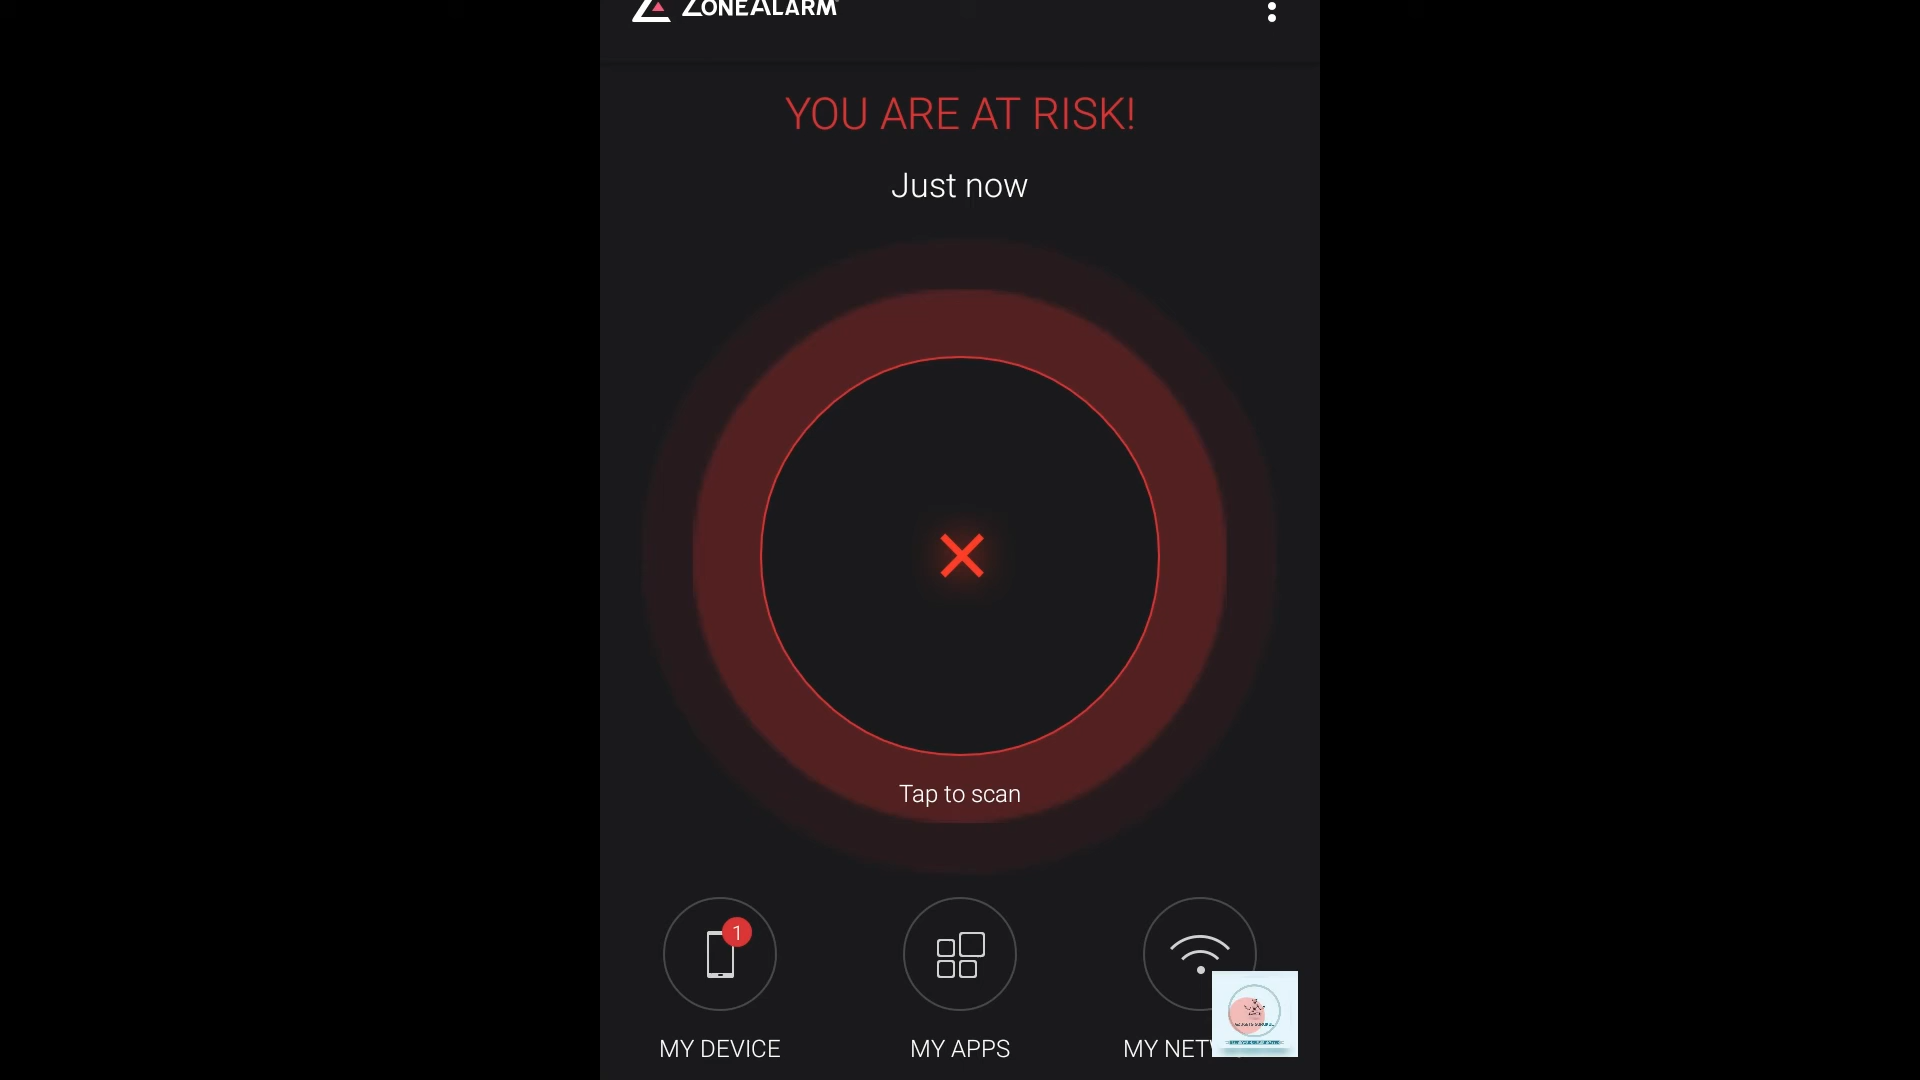 ZONEALARM
YOU ARE AT RISK!
Just now
Tap to scan
1
MY DEVICE
MY APPS
MY NET